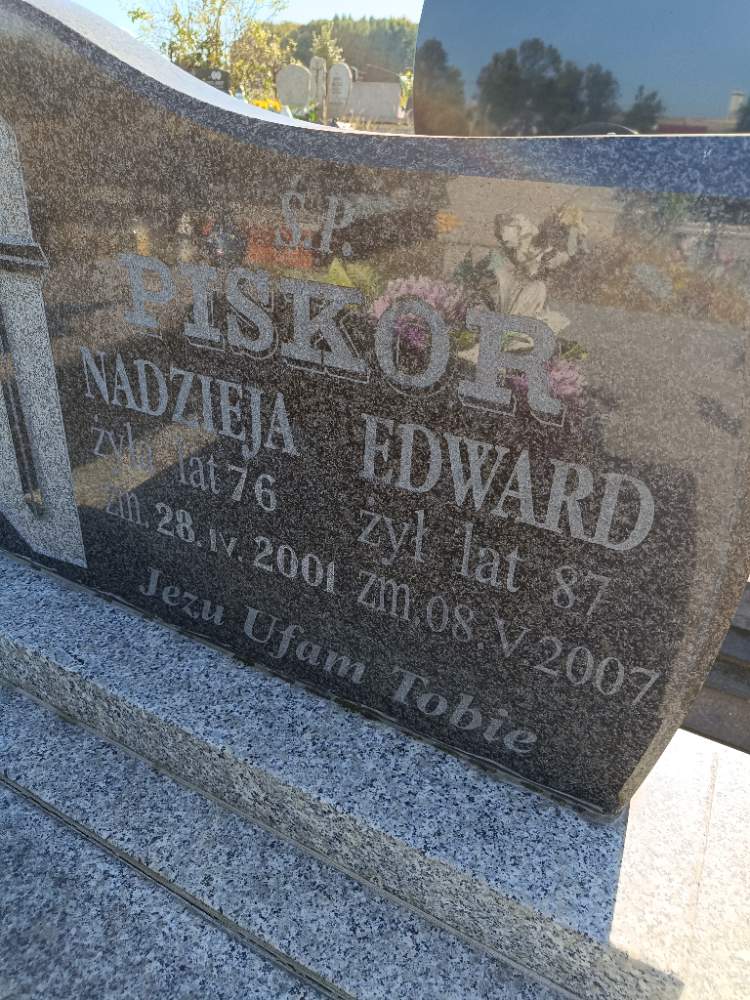 Ś.P.
PISKOR
NADZIEJA EDWARD
żyła lat 76 żył lat 87
zm. 28.IV.2001 zm. 08.V.2007
Jezu Ufam Tobie